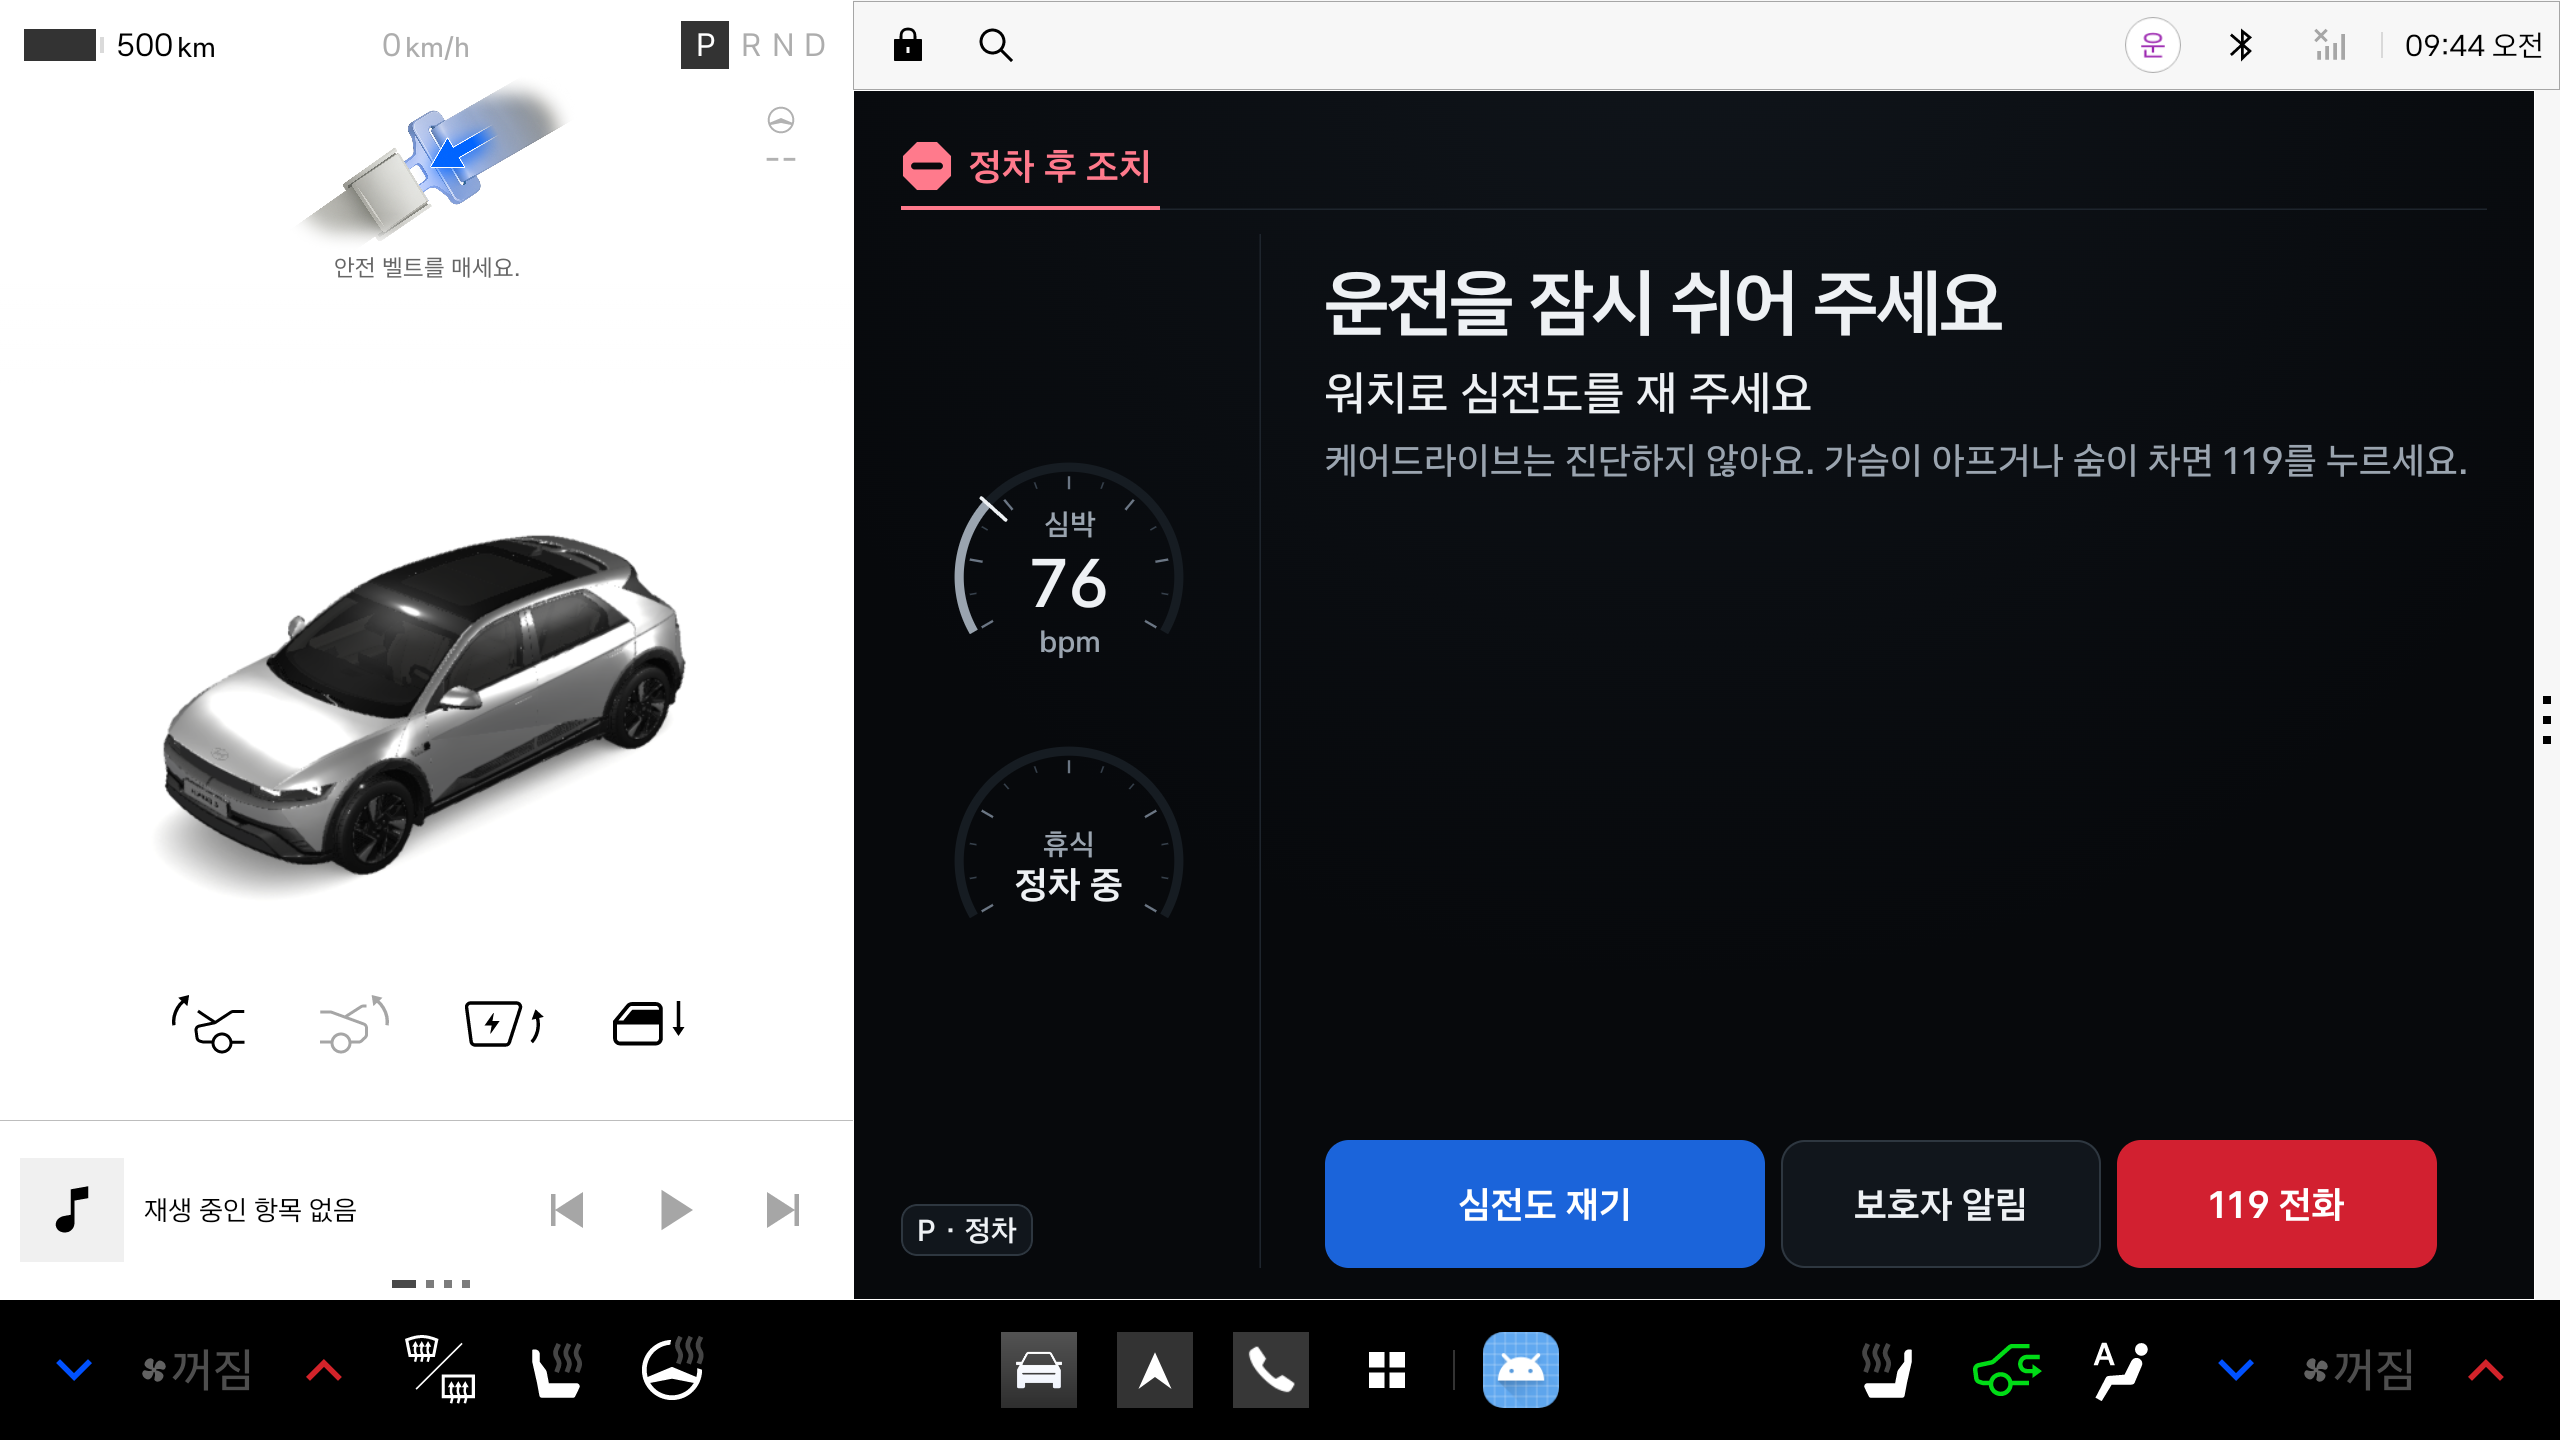 500 km
0 km/h
P R N D
--
안전 벨트를 매세요.
재생 중인 항목 없음
운
09:44 오전
정차 후 조치
심박
76
bpm
휴식
정차 중
P · 정차
운전을 잠시 쉬어 주세요
워치로 심전도를 재 주세요
케어드라이브는 진단하지 않아요. 가슴이 아프거나 숨이 차면 119를 누르세요.
심전도 재기
보호자 알림
119 전화
꺼짐
A
꺼짐